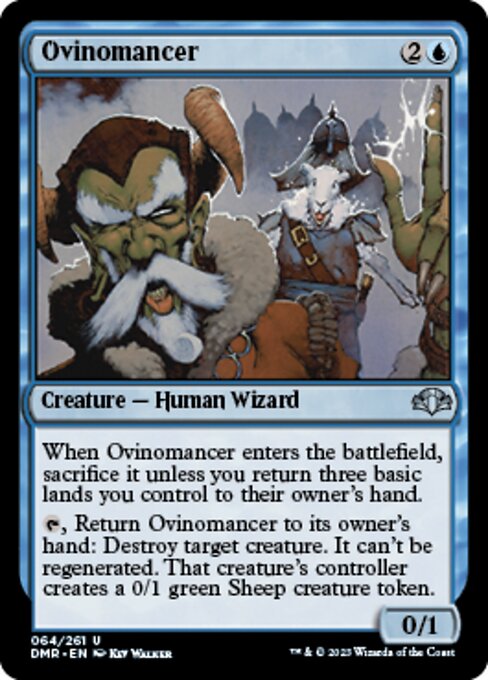 Ovinomancer 2
Creature — Human Wizard
When Ovinomancer enters the battlefield,
sacrifice it unless you return three basic
lands you control to their owner's hand.
, Return Ovinomancer to its owner's
hand: Destroy target creature. It can't be
regenerated. That creature's controller
creates a 0/1 green Sheep creature token.
0/1
064/261 U
DMR • EN Kev Walker
™ & © 2023 Wizards of the Coast